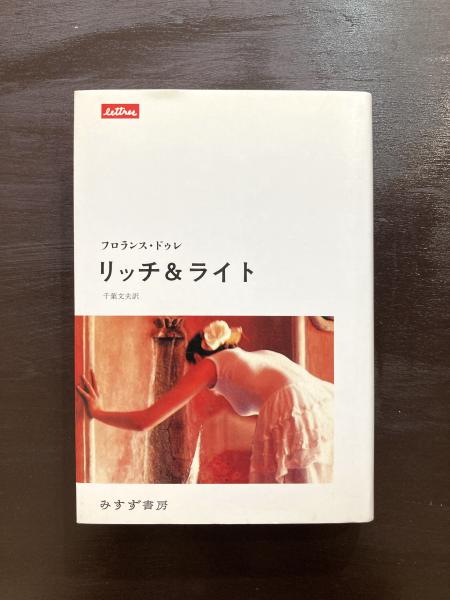 lettres
フロランス・ドゥレ
リッチ&ライト
千葉文夫訳
みすず書房